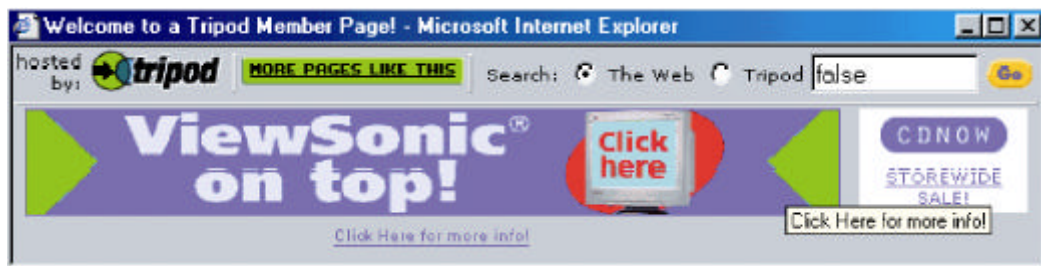 Welcome to a Tripod Member Page! - Microsoft Internet Explorer
hosted by: tripod MORE PAGES LIKE THIS Search: The Web Tripod false Go
ViewSonic®
on top!
Click
here
CDNOW
STOREWIDE
SALE!
Click Here for more info!
Click Here for more info!